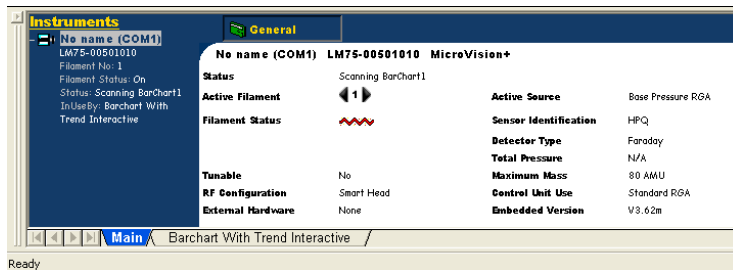 Instruments
No name (COM1)
LM75-00501010
Filament No: 1
Filament Status: On
Status: Scanning BarChart1
InUseBy: Barchart With
Trend Interactive
General
No name (COM1) LM75-00501010 MicroVision+
Status Scanning BarChart1
Active Filament 1 Active Source Base Pressure RGA
Filament Status Sensor Identification HPQ
Detector Type Faraday
Total Pressure N/A
Tunable No Maximum Mass 80 AMU
RF Configuration Smart Head Control Unit Use Standard RGA
External Hardware None Embedded Version V3.62m
Main Barchart With Trend Interactive
Ready